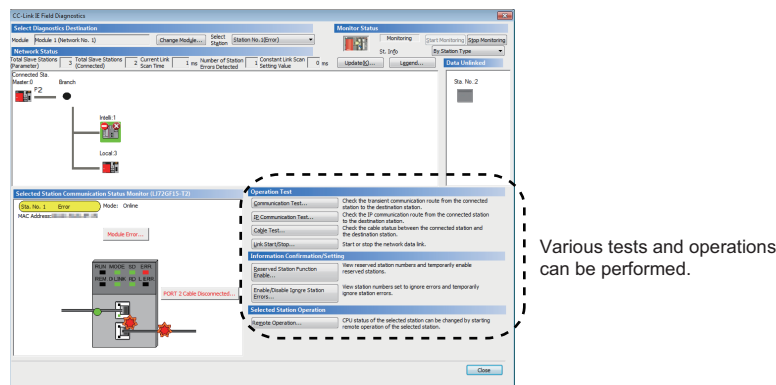 CC-Link IE Field Diagnostics
Select Diagnostics Destination
Module Module 1 (Network No. 1) Change Module... Select Station Station No.1(Error)
Monitor Status
Monitoring Start Monitoring Stop Monitoring
St. Info By Station Type
Network Status
Total Slave Stations (Parameter) 3 Total Slave Stations (Connected) 2 Current Link Scan Time 1 ms Number of Station Errors Detected 1 Constant Link Scan Setting Value 0 ms Update(K)... Legend...
Data Unlinked
Connected Sta.
Master:0 Branch
P2
Sta. No. 2
Intelli:1
Local:3
Selected Station Communication Status Monitor (LJ72GF15-T2)
Sta. No. 1 Error Mode: Online
MAC Address:
Module Error...
RUN MODE SD ERR
REM D LINK RD L ERR
PORT 2 Cable Disconnected...
Operation Test
Communication Test... Check the transient communication route from the connected
station to the destination station.
IP Communication Test... Check the IP communication route from the connected station
to the destination station.
Cable Test... Check the cable status between the connected station and
the destination station.
Link Start/Stop... Start or stop the network data link.
Information Confirmation/Setting
Reserved Station Function Enable... View reserved station numbers and temporarily enable
reserved stations.
Enable/Disable Ignore Station Errors... View station numbers set to ignore errors and temporarily
ignore station errors.
Selected Station Operation
Remote Operation... CPU status of the selected station can be changed by starting
remote operation of the selected station.
Close
Various tests and operations
can be performed.